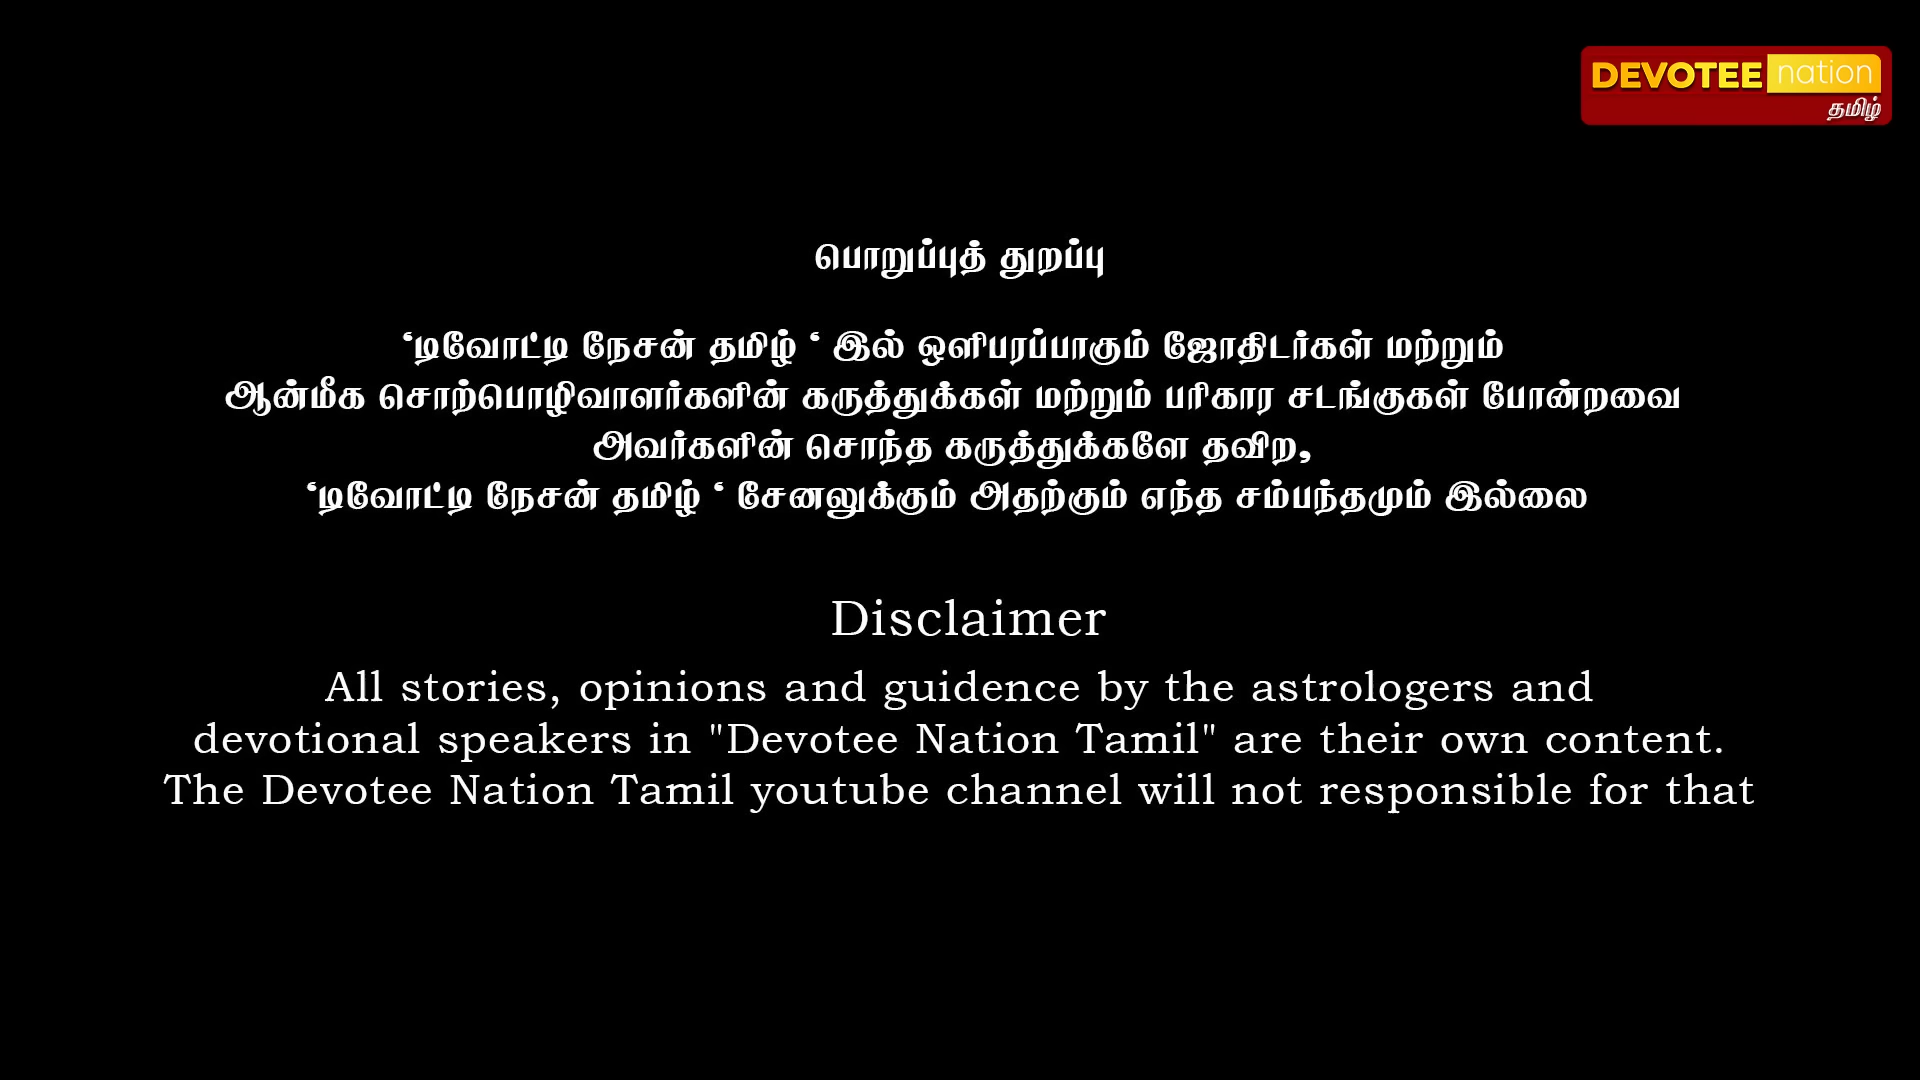 DEVOTEE nation
தமிழ்
பொறுப்புத் துறப்பு
‘டிவோட்டி நேசன் தமிழ் ‘ இல் ஒளிபரப்பாகும் ஜோதிடர்கள் மற்றும்
ஆன்மீக சொற்பொழிவாளர்களின் கருத்துக்கள் மற்றும் பரிகார சடங்குகள் போன்றவை
அவர்களின் சொந்த கருத்துக்களே தவிற,
‘டிவோட்டி நேசன் தமிழ் ‘ சேனலுக்கும் அதற்கும் எந்த சம்பந்தமும் இல்லை
Disclaimer
All stories, opinions and guidence by the astrologers and
devotional speakers in "Devotee Nation Tamil" are their own content.
The Devotee Nation Tamil youtube channel will not responsible for that